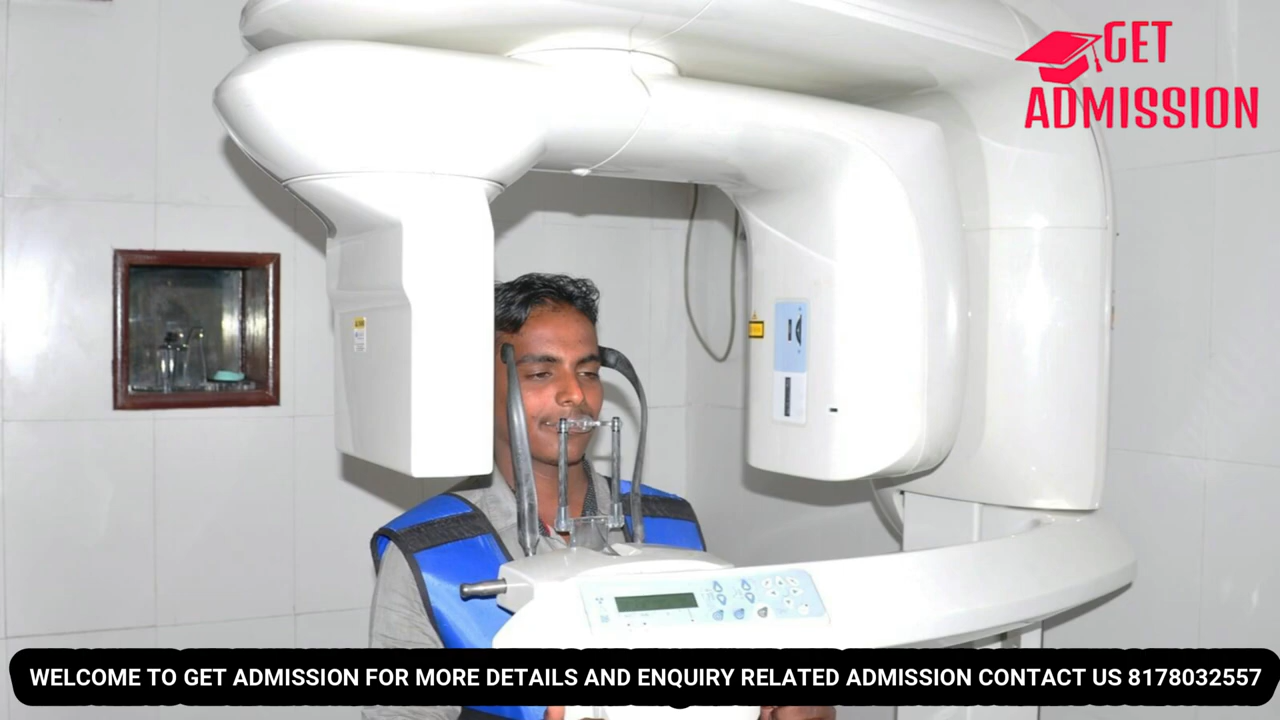 GET
ADMISSION
WELCOME TO GET ADMISSION FOR MORE DETAILS AND ENQUIRY RELATED ADMISSION CONTACT US 8178032557